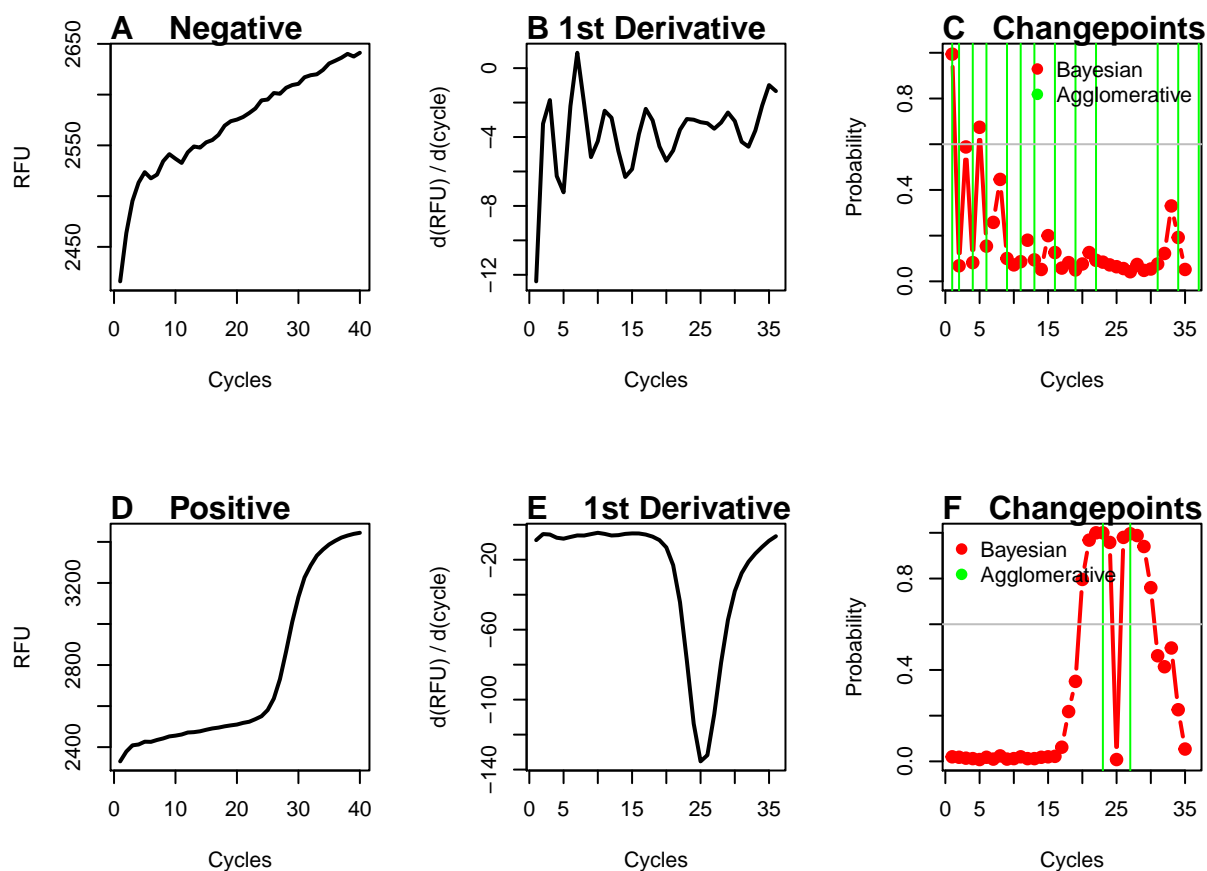 A Negative
2450 2550 2650
RFU
0 10 20 30 40
Cycles
B 1st Derivative
−12 −8 −4 0
d(RFU) / d(cycle)
0 5 15 25 35
Cycles
C Changepoints
Bayesian
Agglomerative
0.0 0.4 0.8
Probability
0 5 15 25 35
Cycles
D Positive
2400 2800 3200
RFU
0 10 20 30 40
Cycles
E 1st Derivative
−140 −100 −60 −20
d(RFU) / d(cycle)
0 5 15 25 35
Cycles
F Changepoints
Bayesian
Agglomerative
0.0 0.4 0.8
Probability
0 5 15 25 35
Cycles